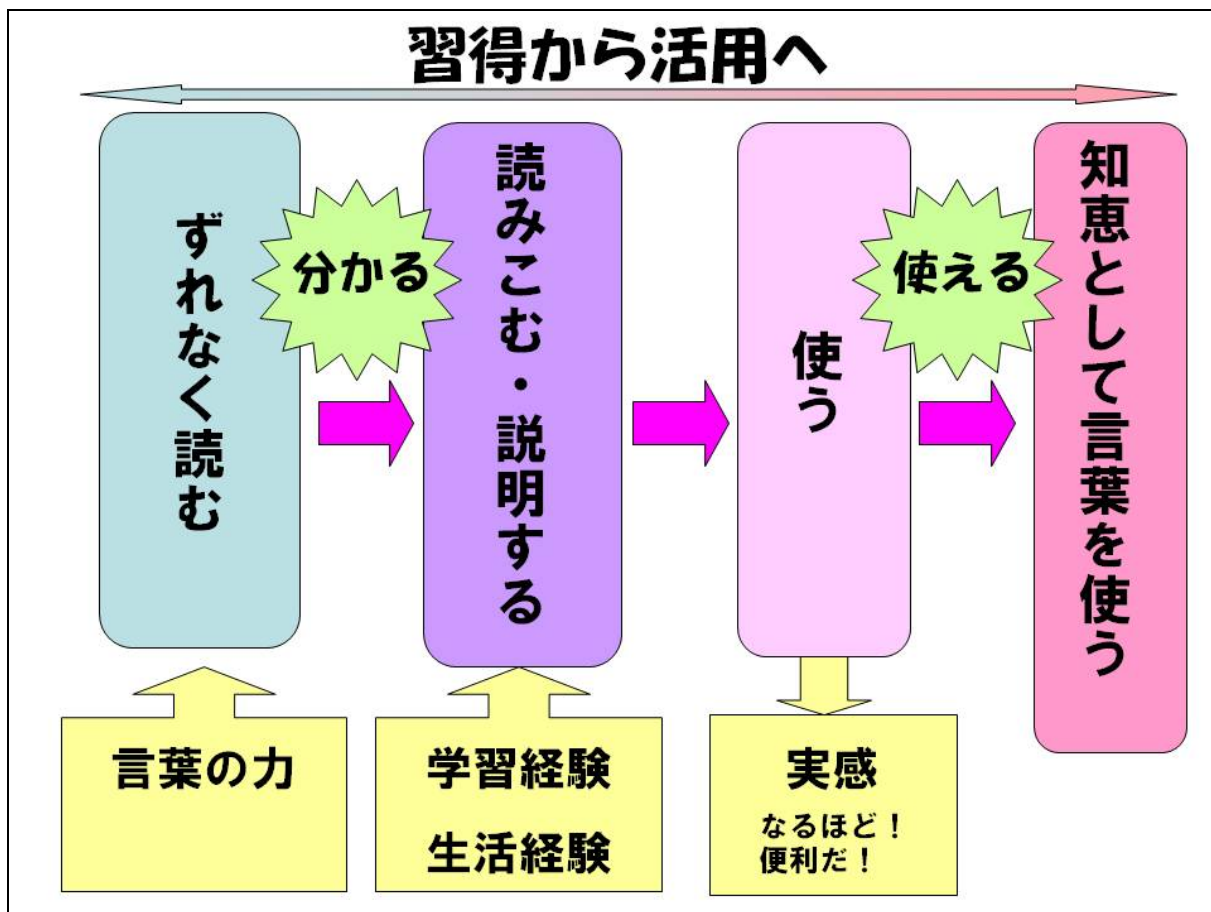 習得から活用へ
ずれなく読む
分かる
読みこむ・説明する
使う
使える
知恵として言葉を使う
言葉の力
学習経験
生活経験
実感
なるほど！
便利だ！